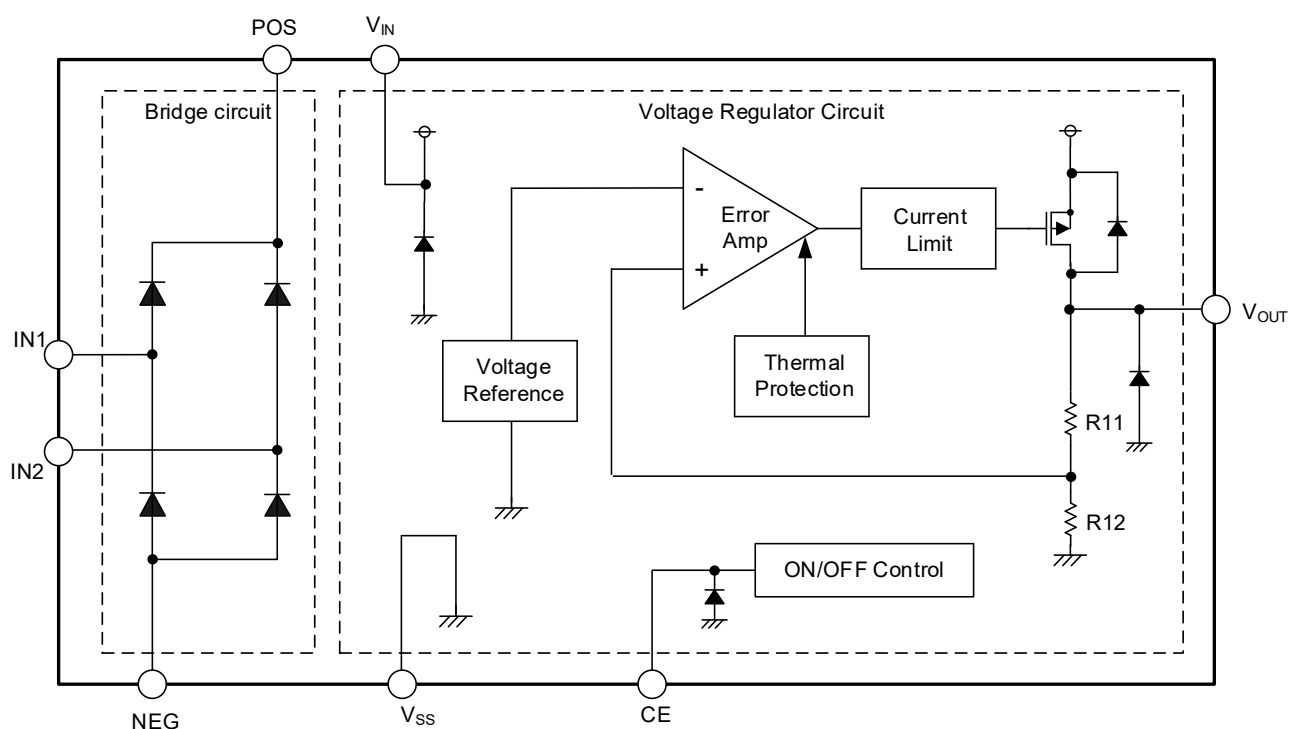 POS
VIN
Bridge circuit
Voltage Regulator Circuit
-
Error
Amp
+
Current
Limit
IN1
VOUT
Voltage
Reference
Thermal
Protection
R11
IN2
R12
ON/OFF Control
NEG
VSS
CE